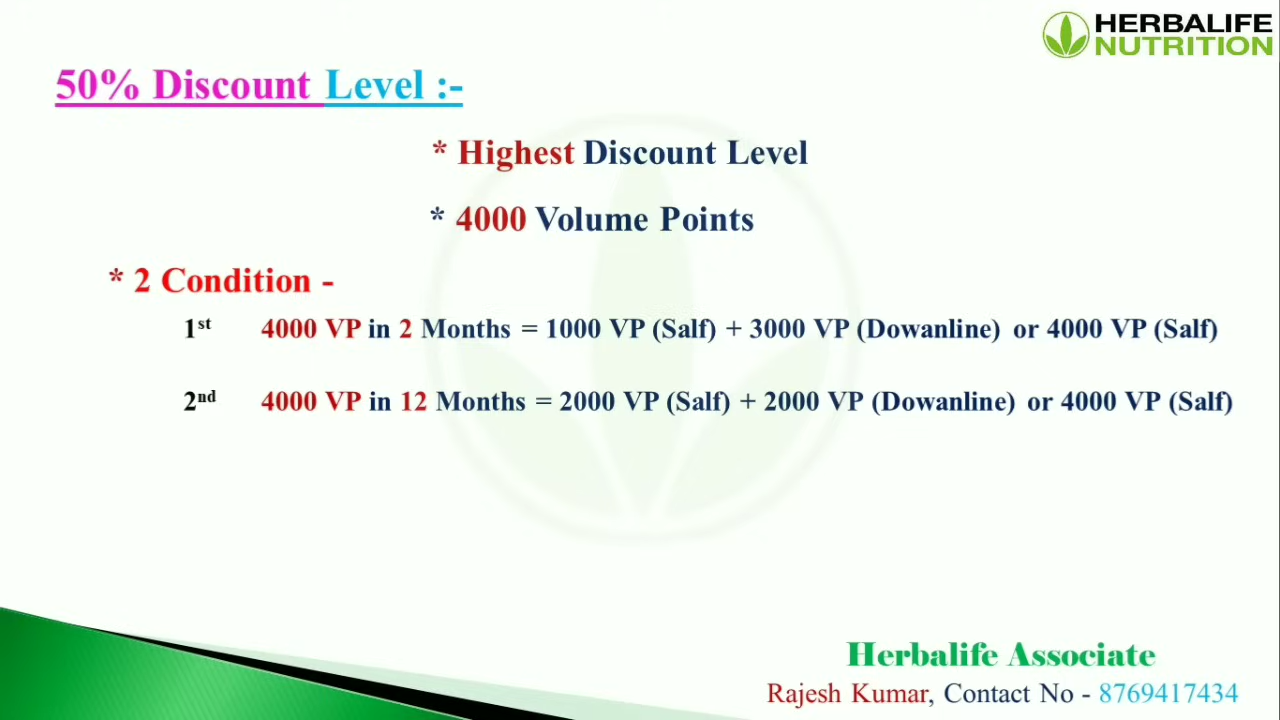 HERBALIFE
NUTRITION
50% Discount Level :-
* Highest Discount Level
* 4000 Volume Points
* 2 Condition -
1st 4000 VP in 2 Months = 1000 VP (Salf) + 3000 VP (Dowanline) or 4000 VP (Salf)
2nd 4000 VP in 12 Months = 2000 VP (Salf) + 2000 VP (Dowanline) or 4000 VP (Salf)
Herbalife Associate
Rajesh Kumar, Contact No - 8769417434